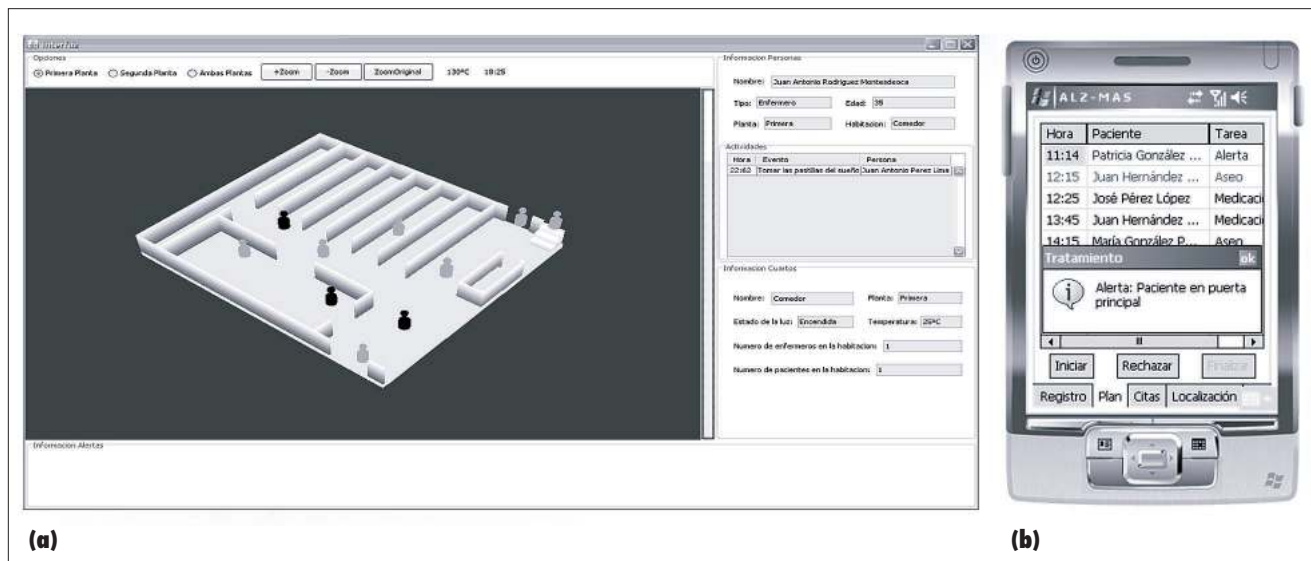 Interfaz
Opciones
Primera Planta Segunda Planta Ambas Plantas +Zoom -Zoom ZoomOriginal 130ºC 18:25
Informacion Personas
Nombre: Juan Antonio Rodriguez Montesdeoca
Tipo: Enfermero Edad: 35
Planta: Primera Habitacion: Comedor
Actividades
Hora Evento Persona
Tomar las pastillas del sueño Juan Antonio Perez Lima
Informacion Cuartos
Nombre: Comedor Planta: Primera
Estado de la luz: Encendida Temperatura: 25ºC
Numero de enfermeros en la habitacion: 1
Numero de pacientes en la habitacion: 1
Informacion Alertas
(a)
ALZ-MAS
Hora Paciente Tarea
11:14 Patricia González ... Alerta
12:15 Juan Hernández ... Aseo
12:25 José Pérez López Medicaci
13:45 Juan Hernández ... Medicaci
14:15 María González P... Aseo
Tratamiento ok
Alerta: Paciente en puerta
principal
Iniciar Rechazar Finalizar
Registro Plan Citas Localización
(b)